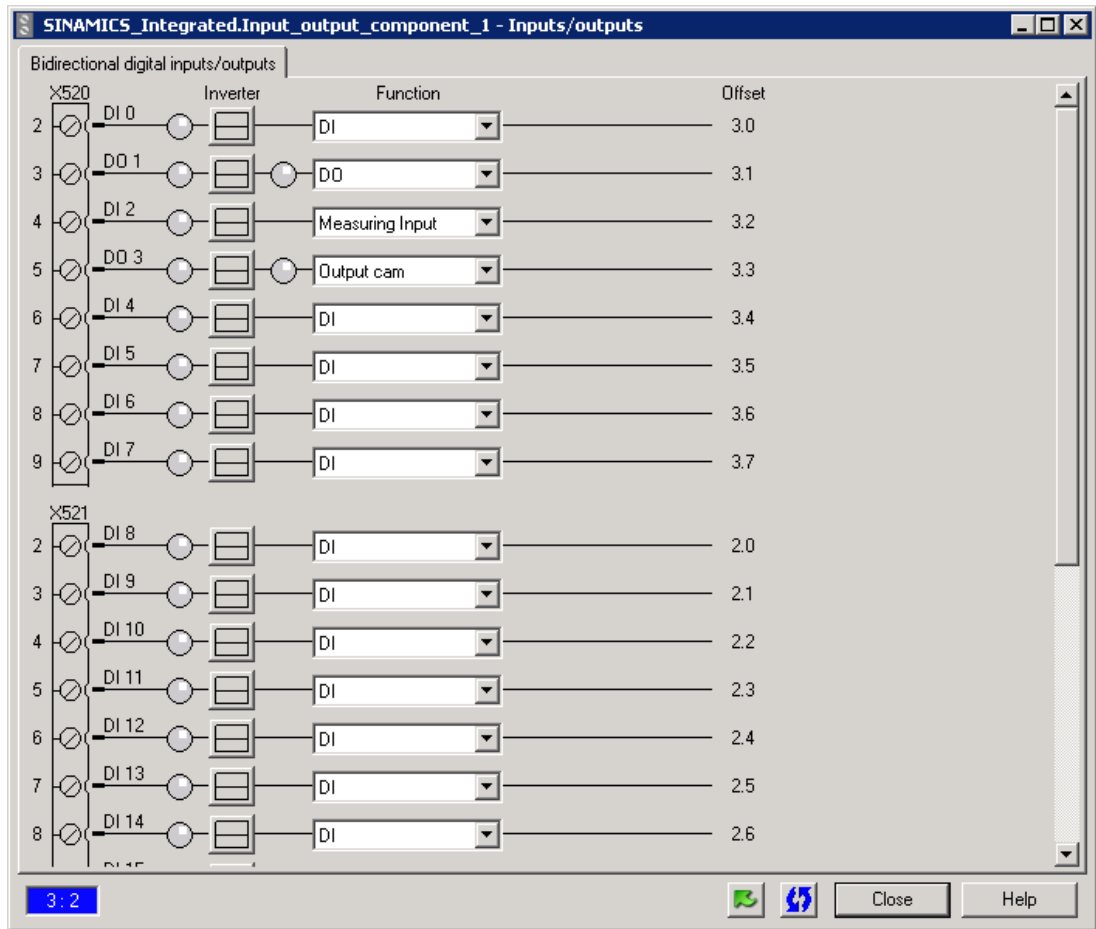 SINAMICS_Integrated.Input_output_component_1 - Inputs/outputs
Bidirectional digital inputs/outputs
X520 Inverter Function Offset
2 DI 0 DI 3.0
3 DO 1 DO 3.1
4 DI 2 Measuring Input 3.2
5 DO 3 Output cam 3.3
6 DI 4 DI 3.4
7 DI 5 DI 3.5
8 DI 6 DI 3.6
9 DI 7 DI 3.7
X521
2 DI 8 DI 2.0
3 DI 9 DI 2.1
4 DI 10 DI 2.2
5 DI 11 DI 2.3
6 DI 12 DI 2.4
7 DI 13 DI 2.5
8 DI 14 DI 2.6
3 : 2 Close Help